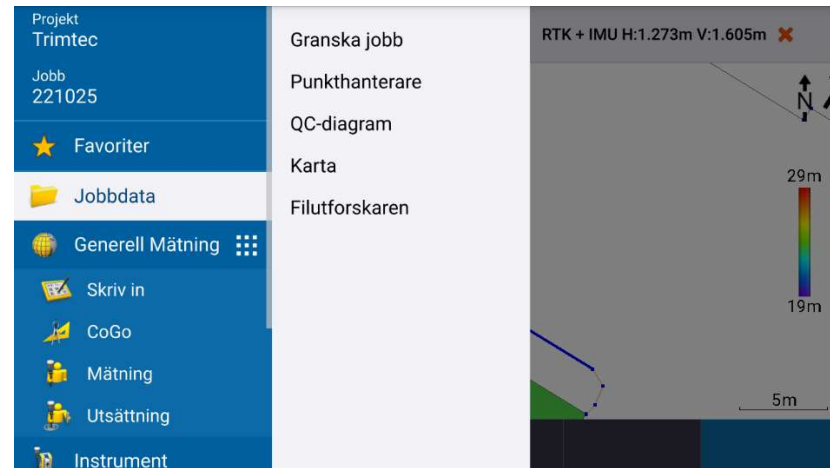 Projekt
Trimtec
Jobb
221025
Favoriter
Jobbdata
Generell Mätning
Skriv in
CoGo
Mätning
Utsättning
Instrument
Granska jobb
Punkthanterare
QC-diagram
Karta
Filutforskaren
RTK + IMU H:1.273m V:1.605m
N
29m
19m
5m